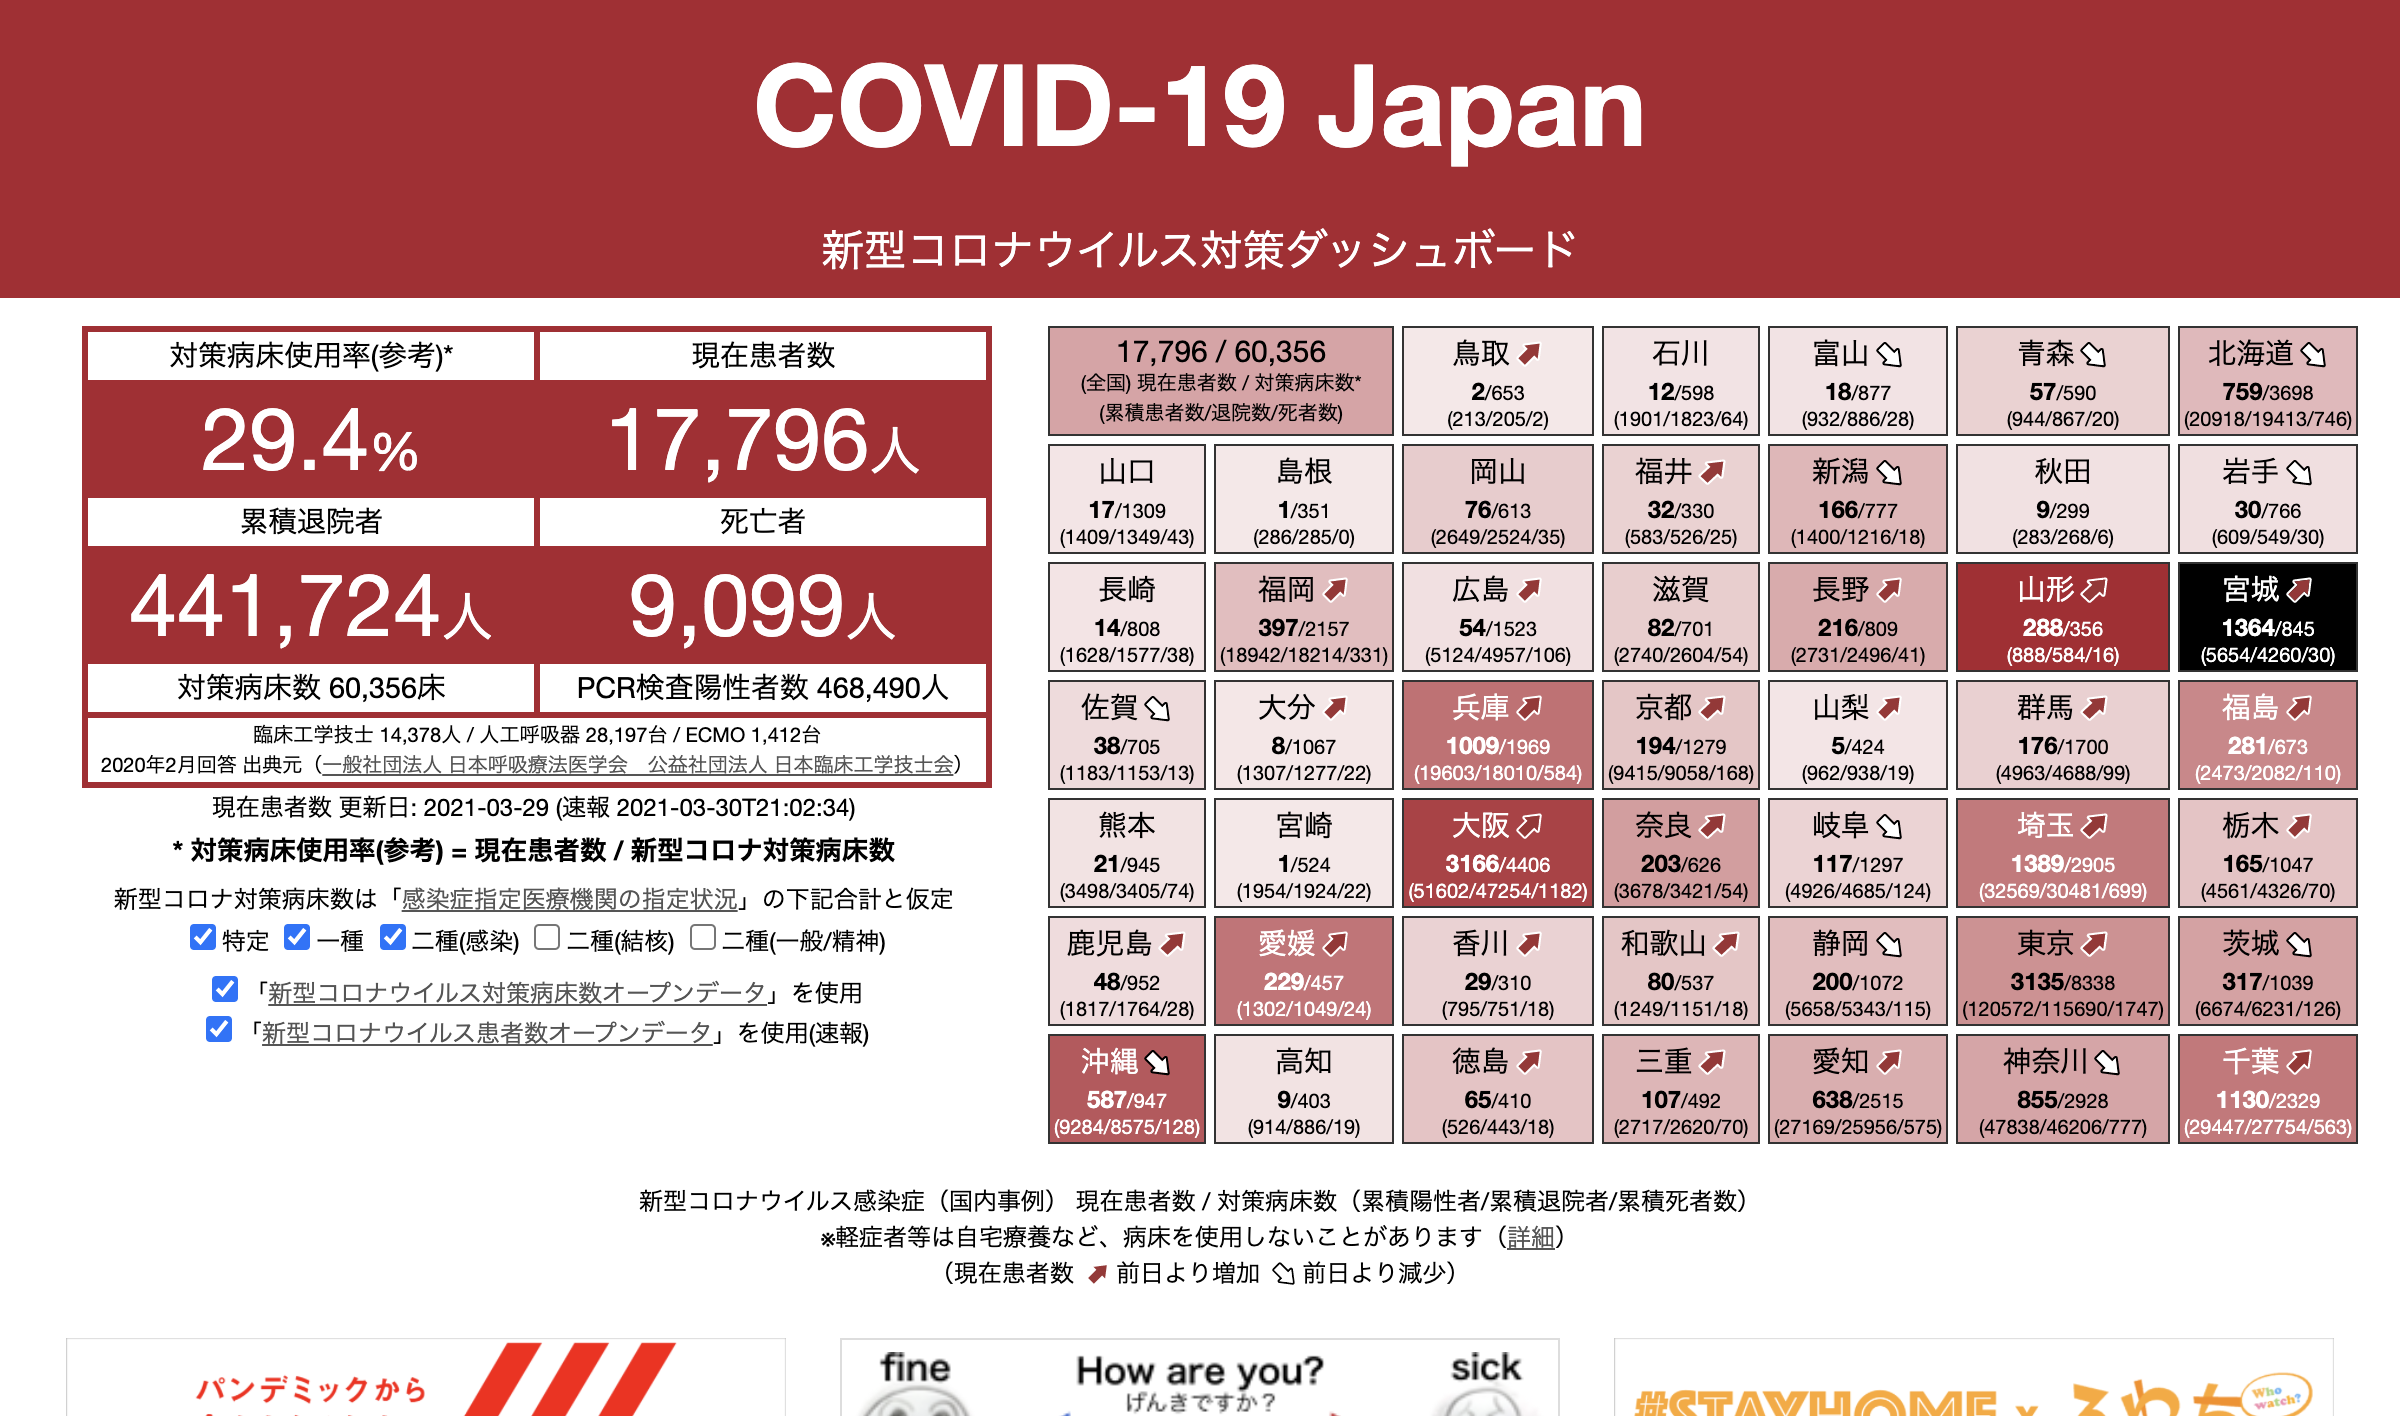 COVID-19 Japan
新型コロナウイルス対策ダッシュボード
対策病床使用率(参考)*
現在患者数
29.4%
17,796人
累積退院者
死亡者
441,724人
9,099人
対策病床数 60,356床
PCR検査陽性者数 468,490人
臨床工学技士 14,378人 / 人工呼吸器 28,197台 / ECMO 1,412台
2020年2月回答 出典元（一般社団法人 日本呼吸療法医学会　公益社団法人 日本臨床工学技士会）
現在患者数 更新日: 2021-03-29 (速報 2021-03-30T21:02:34)
* 対策病床使用率(参考) = 現在患者数 / 新型コロナ対策病床数
新型コロナ対策病床数は「感染症指定医療機関の指定状況」の下記合計と仮定
特定 一種 二種(感染) 二種(結核) 二種(一般/精神)
「新型コロナウイルス対策病床数オープンデータ」を使用
「新型コロナウイルス患者数オープンデータ」を使用(速報)
17,796 / 60,356
(全国) 現在患者数 / 対策病床数*
(累積患者数/退院数/死者数)
鳥取
2/653
(213/205/2)
石川
12/598
(1901/1823/64)
富山
18/877
(932/886/28)
青森
57/590
(944/867/20)
北海道
759/3698
(20918/19413/746)
山口
17/1309
(1409/1349/43)
島根
1/351
(286/285/0)
岡山
76/613
(2649/2524/35)
福井
32/330
(583/526/25)
新潟
166/777
(1400/1216/18)
秋田
9/299
(283/268/6)
岩手
30/766
(609/549/30)
長崎
14/808
(1628/1577/38)
福岡
397/2157
(18942/18214/331)
広島
54/1523
(5124/4957/106)
滋賀
82/701
(2740/2604/54)
長野
216/809
(2731/2496/41)
山形
288/356
(888/584/16)
宮城
1364/845
(5654/4260/30)
佐賀
38/705
(1183/1153/13)
大分
8/1067
(1307/1277/22)
兵庫
1009/1969
(19603/18010/584)
京都
194/1279
(9415/9058/168)
山梨
5/424
(962/938/19)
群馬
176/1700
(4963/4688/99)
福島
281/673
(2473/2082/110)
熊本
21/945
(3498/3405/74)
宮崎
1/524
(1954/1924/22)
大阪
3166/4406
(51602/47254/1182)
奈良
203/626
(3678/3421/54)
岐阜
117/1297
(4926/4685/124)
埼玉
1389/2905
(32569/30481/699)
栃木
165/1047
(4561/4326/70)
鹿児島
48/952
(1817/1764/28)
愛媛
229/457
(1302/1049/24)
香川
29/310
(795/751/18)
和歌山
80/537
(1249/1151/18)
静岡
200/1072
(5658/5343/115)
東京
3135/8338
(120572/115690/1747)
茨城
317/1039
(6674/6231/126)
沖縄
587/947
(9284/8575/128)
高知
9/403
(914/886/19)
徳島
65/410
(526/443/18)
三重
107/492
(2717/2620/70)
愛知
638/2515
(27169/25956/575)
神奈川
855/2928
(47838/46206/777)
千葉
1130/2329
(29447/27754/563)
新型コロナウイルス感染症（国内事例） 現在患者数 / 対策病床数（累積陽性者/累積退院者/累積死者数）
※軽症者等は自宅療養など、病床を使用しないことがあります（詳細）
（現在患者数 前日より増加 前日より減少）
パンデミックから
fine
How are you?
げんきですか？
sick
#STAYHOME x ふわっち
Who watch?